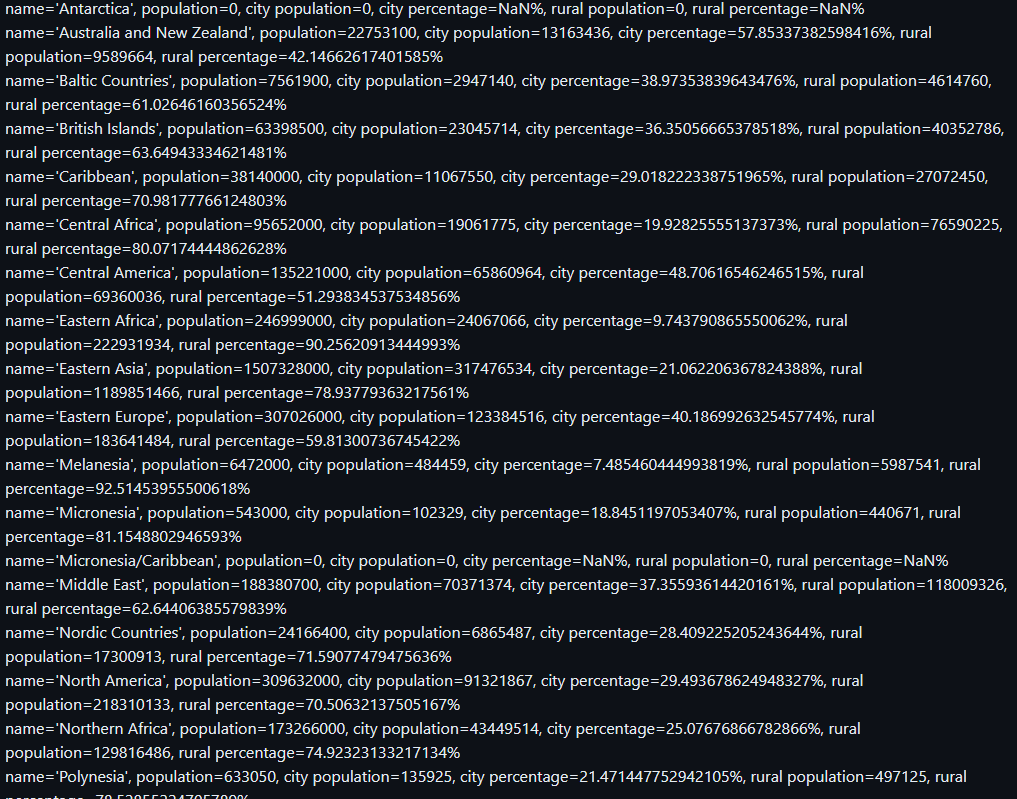 name='Antarctica', population=0, city population=0, city percentage=NaN%, rural population=0, rural percentage=NaN%
name='Australia and New Zealand', population=22753100, city population=13163436, city percentage=57.85337382598416%, rural
population=9589664, rural percentage=42.14662617401585%
name='Baltic Countries', population=7561900, city population=2947140, city percentage=38.97353839643476%, rural population=4614760,
rural percentage=61.02646160356524%
name='British Islands', population=63398500, city population=23045714, city percentage=36.35056665378518%, rural population=40352786,
rural percentage=63.64943334621481%
name='Caribbean', population=38140000, city population=11067550, city percentage=29.018222338751965%, rural population=27072450,
rural percentage=70.98177766124803%
name='Central Africa', population=95652000, city population=19061775, city percentage=19.92825555137373%, rural population=76590225,
rural percentage=80.07174444862628%
name='Central America', population=135221000, city population=65860964, city percentage=48.70616546246515%, rural
population=69360036, rural percentage=51.293834537534856%
name='Eastern Africa', population=246999000, city population=24067066, city percentage=9.743790865550062%, rural
population=222931934, rural percentage=90.25620913444993%
name='Eastern Asia', population=1507328000, city population=317476534, city percentage=21.062206367824388%, rural
population=1189851466, rural percentage=78.93779363217561%
name='Eastern Europe', population=307026000, city population=123384516, city percentage=40.186992632545774%, rural
population=183641484, rural percentage=59.81300736745422%
name='Melanesia', population=6472000, city population=484459, city percentage=7.485460444993819%, rural population=5987541, rural
percentage=92.51453955500618%
name='Micronesia', population=543000, city population=102329, city percentage=18.8451197053407%, rural population=440671, rural
percentage=81.1548802946593%
name='Micronesia/Caribbean', population=0, city population=0, city percentage=NaN%, rural population=0, rural percentage=NaN%
name='Middle East', population=188380700, city population=70371374, city percentage=37.35593614420161%, rural population=118009326,
rural percentage=62.64406385579839%
name='Nordic Countries', population=24166400, city population=6865487, city percentage=28.409225205243644%, rural
population=17300913, rural percentage=71.59077479475636%
name='North America', population=309632000, city population=91321867, city percentage=29.493678624948327%, rural
population=218310133, rural percentage=70.50632137505167%
name='Northern Africa', population=173266000, city population=43449514, city percentage=25.07676866782866%, rural
population=129816486, rural percentage=74.92323133217134%
name='Polynesia', population=633050, city population=135925, city percentage=21.471447752942105%, rural population=497125, rural